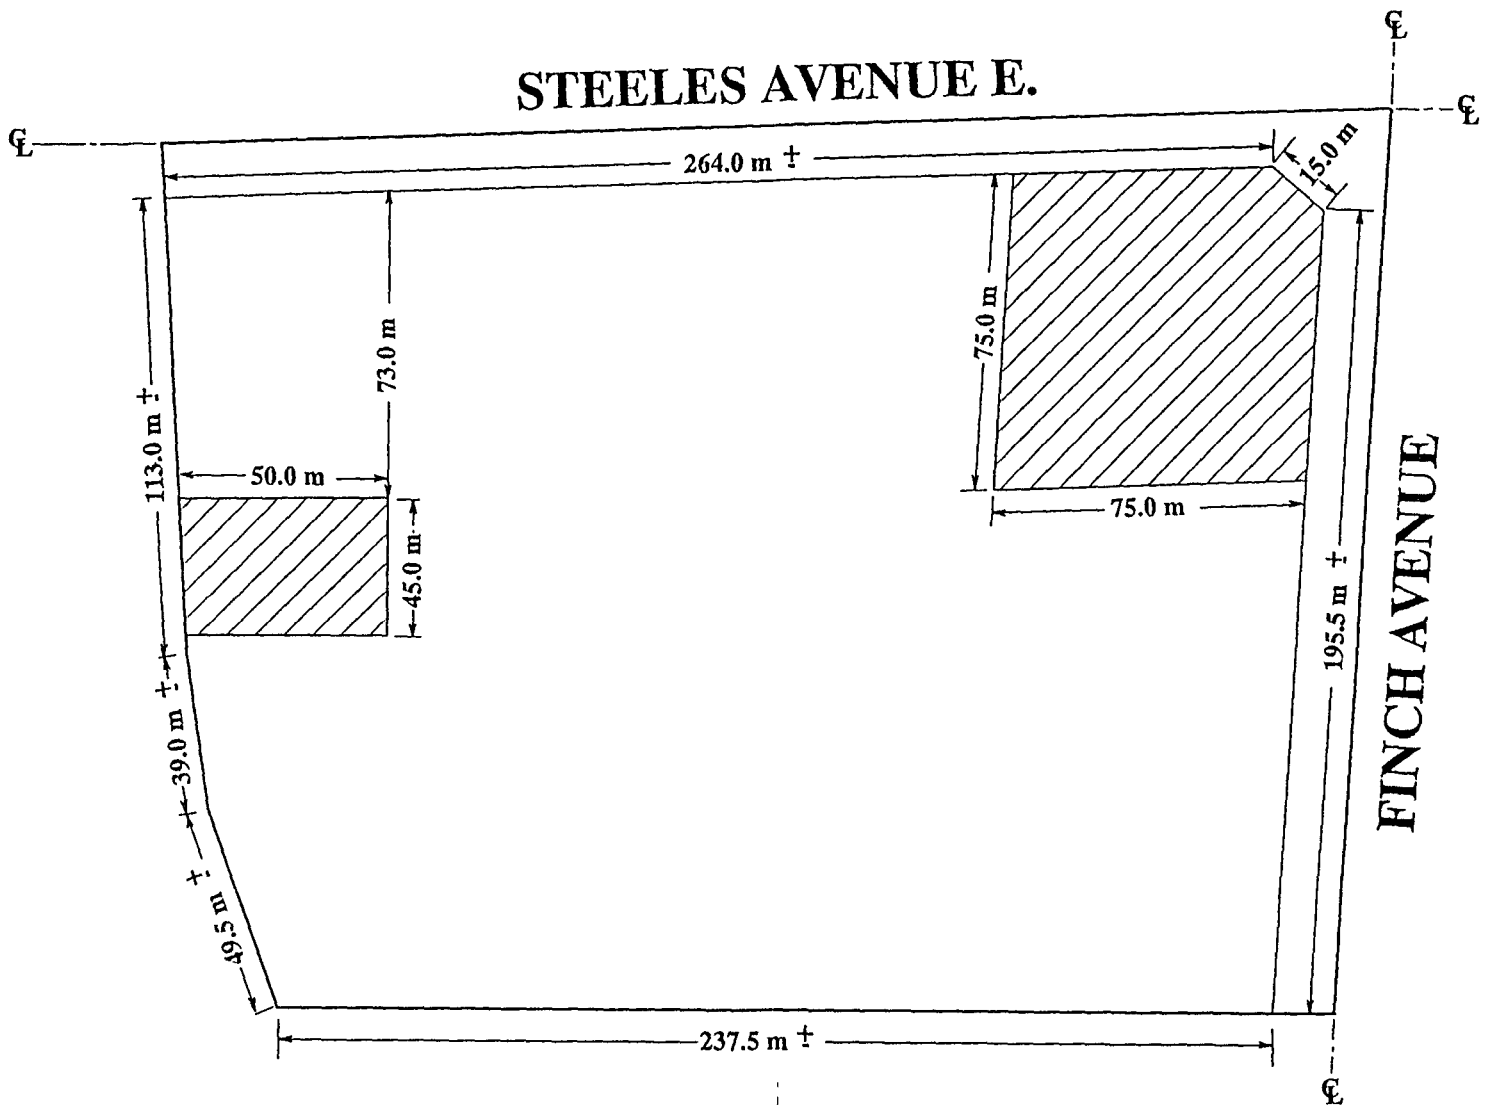 ℄
STEELES AVENUE E.
℄
℄
264.0 m ±
15.0 m
73.0 m
75.0 m
113.0 m ±
50.0 m
75.0 m
45.0 m
195.5 m ±
FINCH AVENUE
39.0 m ±
49.5 m ±
237.5 m ±
℄